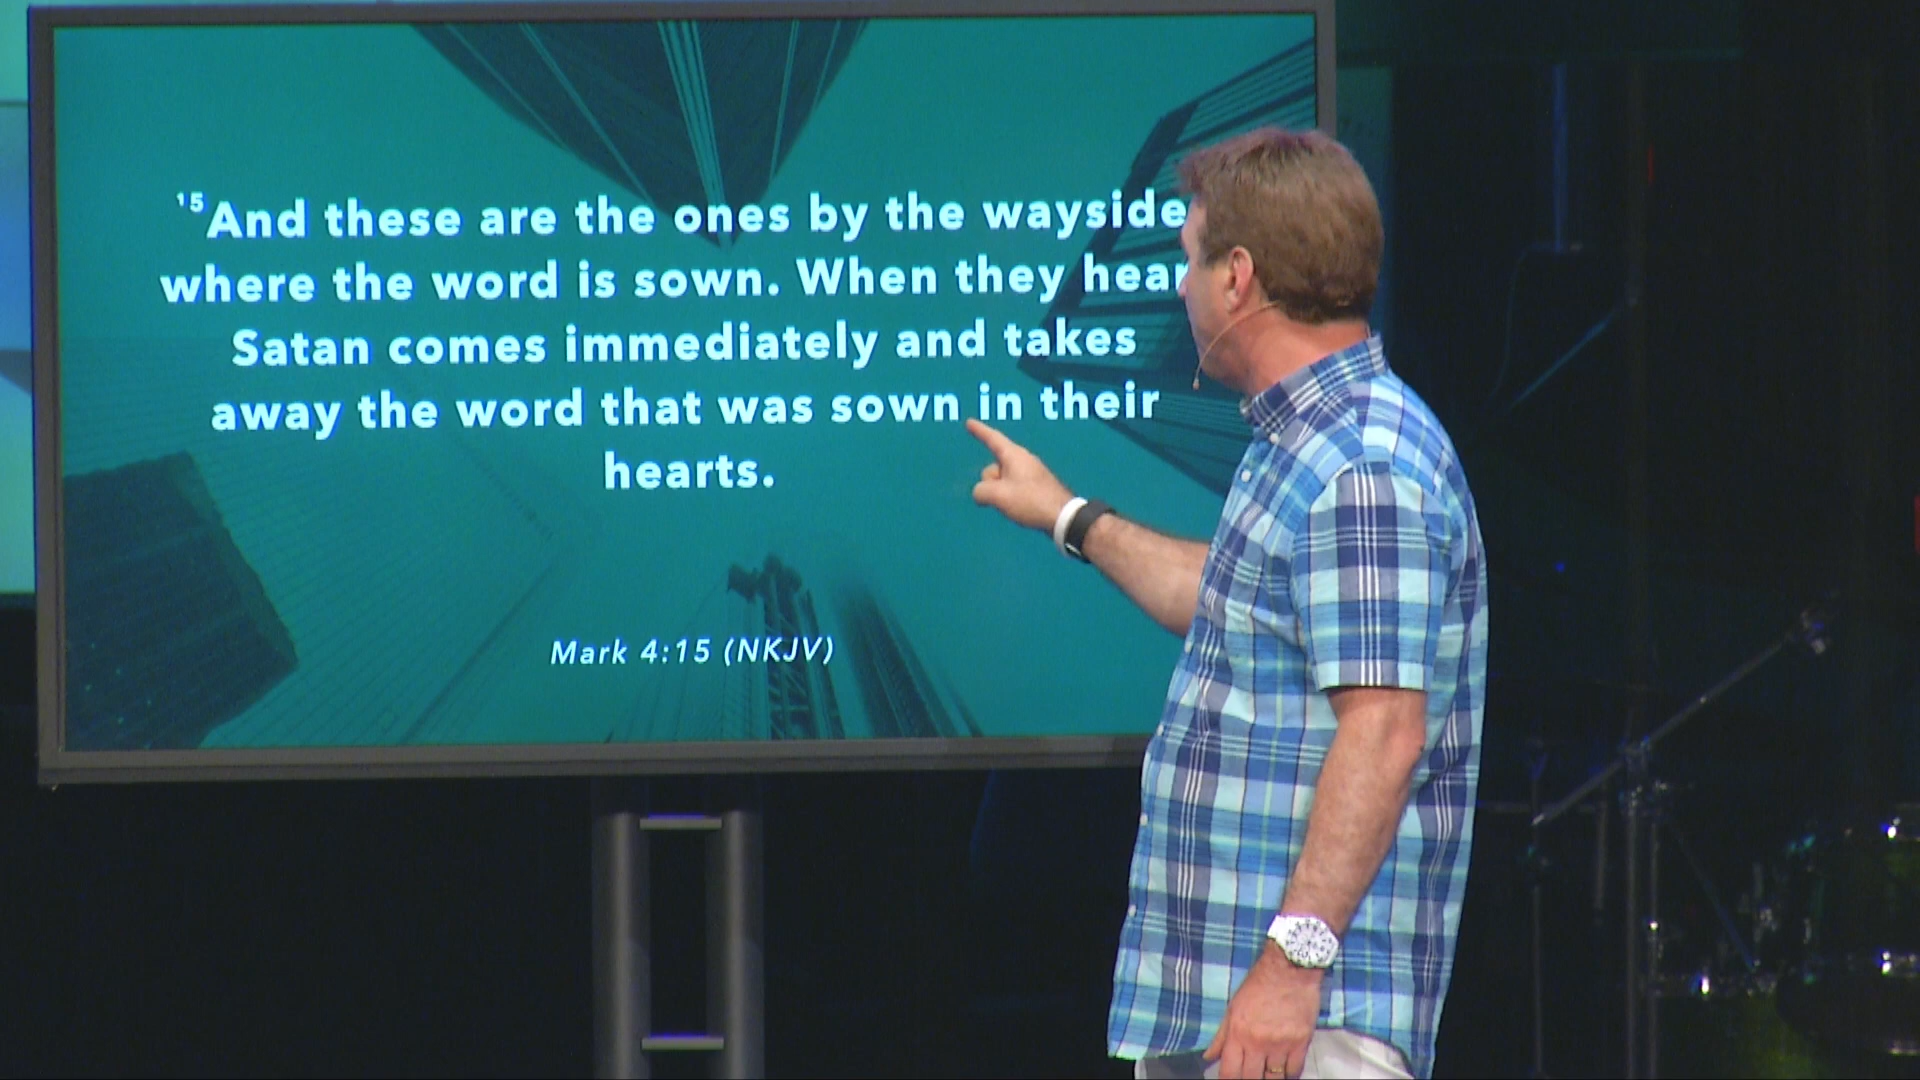 ¹⁵And these are the ones by the wayside
where the word is sown. When they hear
Satan comes immediately and takes
away the word that was sown in their
hearts.
Mark 4:15 (NKJV)